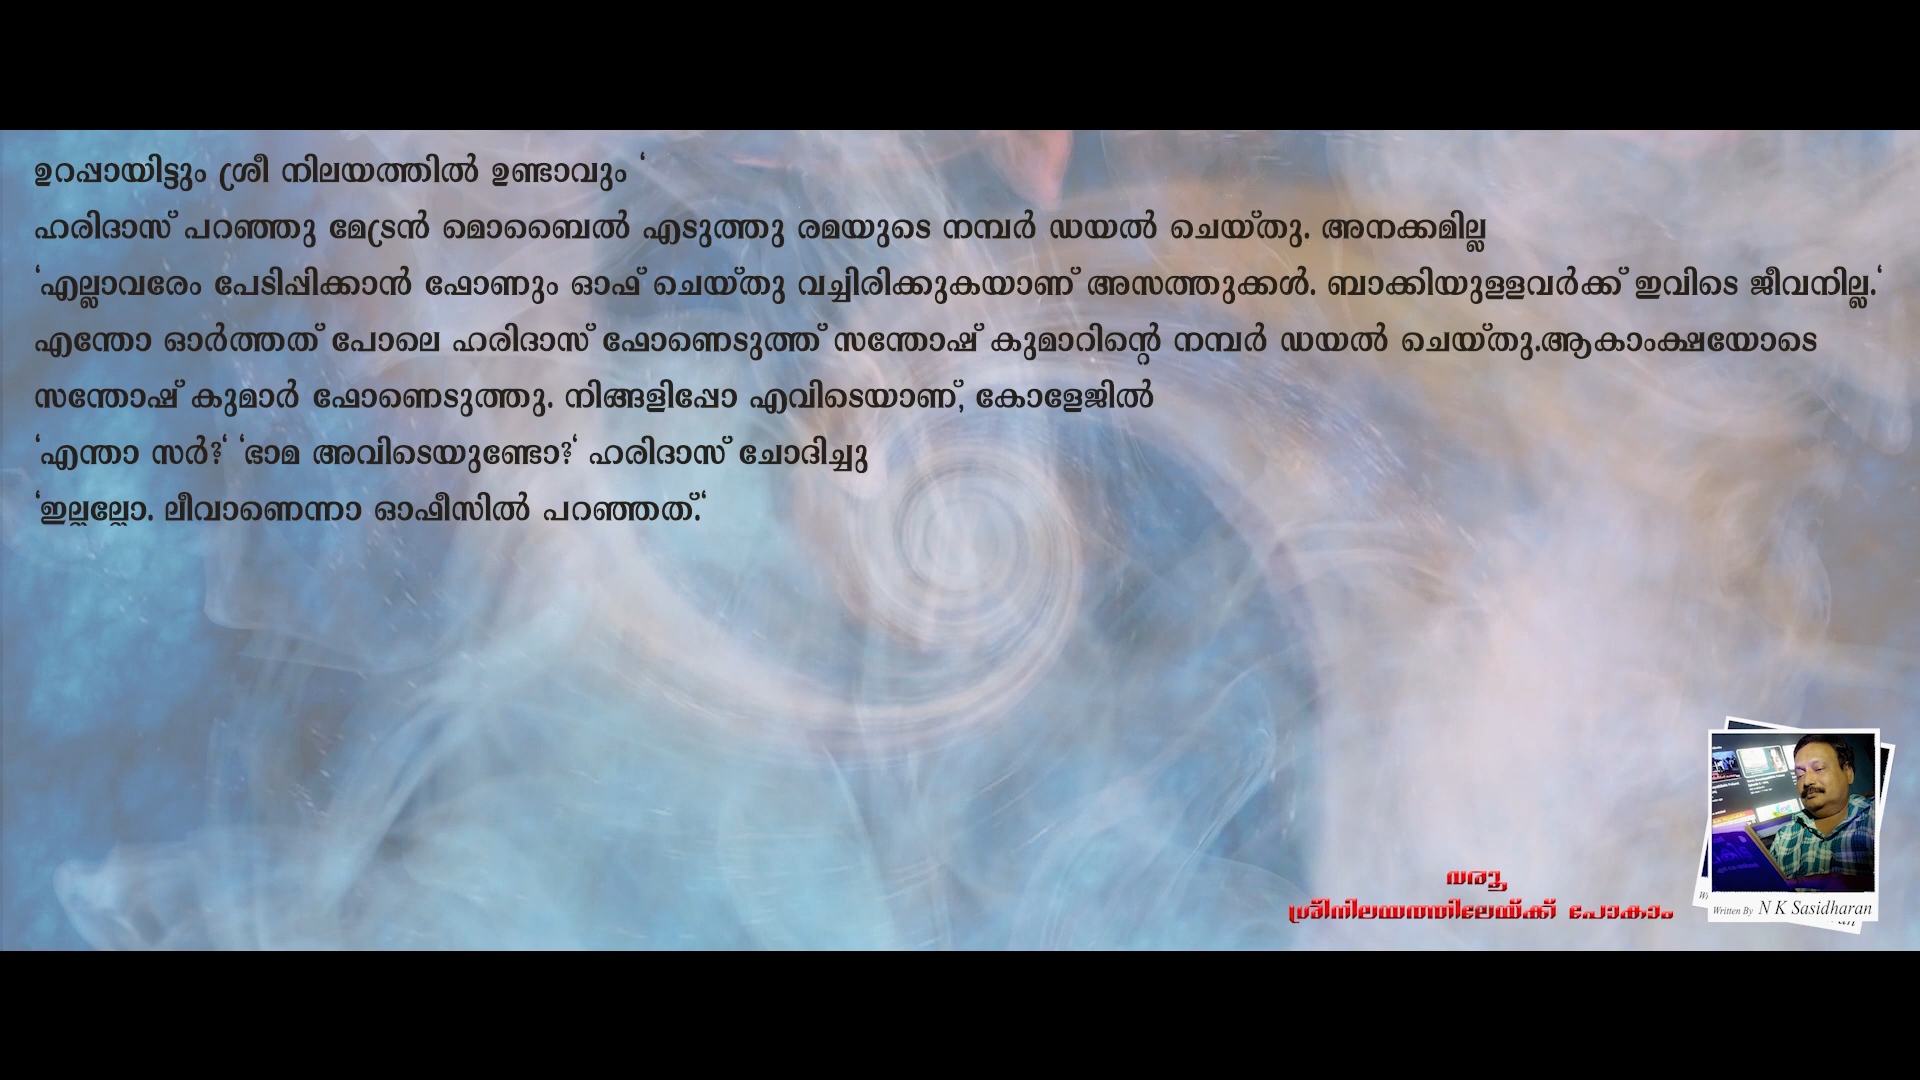 ഉറപ്പായിട്ടും ശ്രീ നിലയത്തിൽ ഉണ്ടാവും ‘
ഹരിദാസ് പറഞ്ഞു മേട്രൻ മൊബൈൽ എടുത്തു രമയുടെ നമ്പർ ഡയൽ ചെയ്തു. അനക്കമില്ല
‘എല്ലാവരേം പേടിപ്പിക്കാൻ ഫോണും ഓഫ് ചെയ്തു വച്ചിരിക്കുകയാണ് അസത്തുക്കൾ. ബാക്കിയുളളവർക്ക് ഇവിടെ ജീവനില്ല.‘
എന്തോ ഓർത്തത് പോലെ ഹരിദാസ് ഫോണെടുത്ത് സന്തോഷ് കുമാറിന്റെ നമ്പർ ഡയൽ ചെയ്തു.ആകാംക്ഷയോടെ
സന്തോഷ് കുമാർ ഫോണെടുത്തു. നിങ്ങളിപ്പോ എവിടെയാണ്, കോളേജിൽ
‘എന്താ സർ?‘ ‘ഭാമ അവിടെയുണ്ടോ?‘ ഹരിദാസ് ചോദിച്ചു
‘ഇല്ലല്ലോ. ലീവാണെന്നാ ഓഫീസിൽ പറഞ്ഞത്.‘
വരൂ
ശ്രീനിലയത്തിലേയ്ക്ക് പോകാം
Written By N K Sasidharan